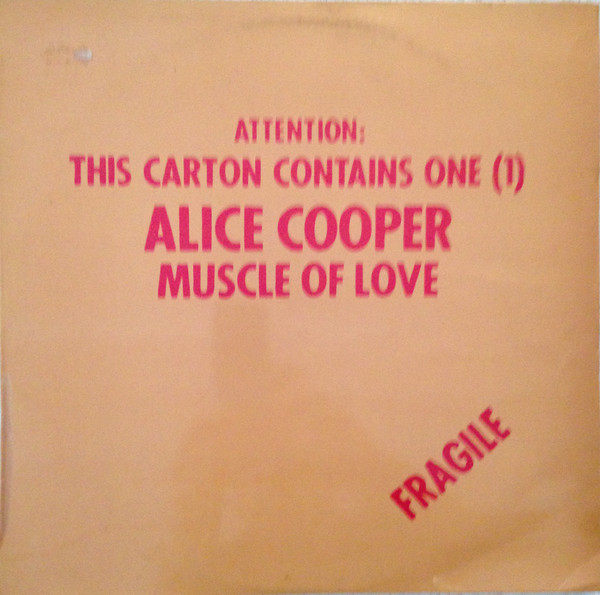 ATTENTION:
THIS CARTON CONTAINS ONE (1)
ALICE COOPER
MUSCLE OF LOVE
FRAGILE